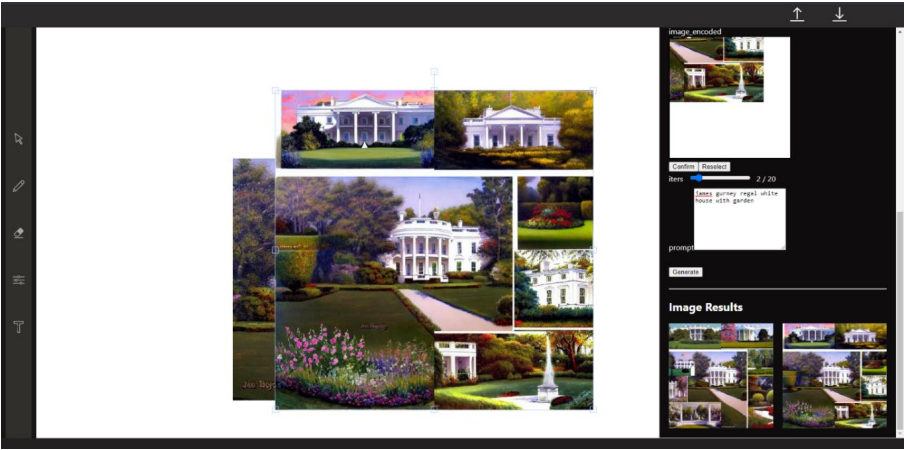 image_encoded
Confirm Reselect
iters 2 / 20
james gurney regal white
house with garden
prompt
Generate
Image Results